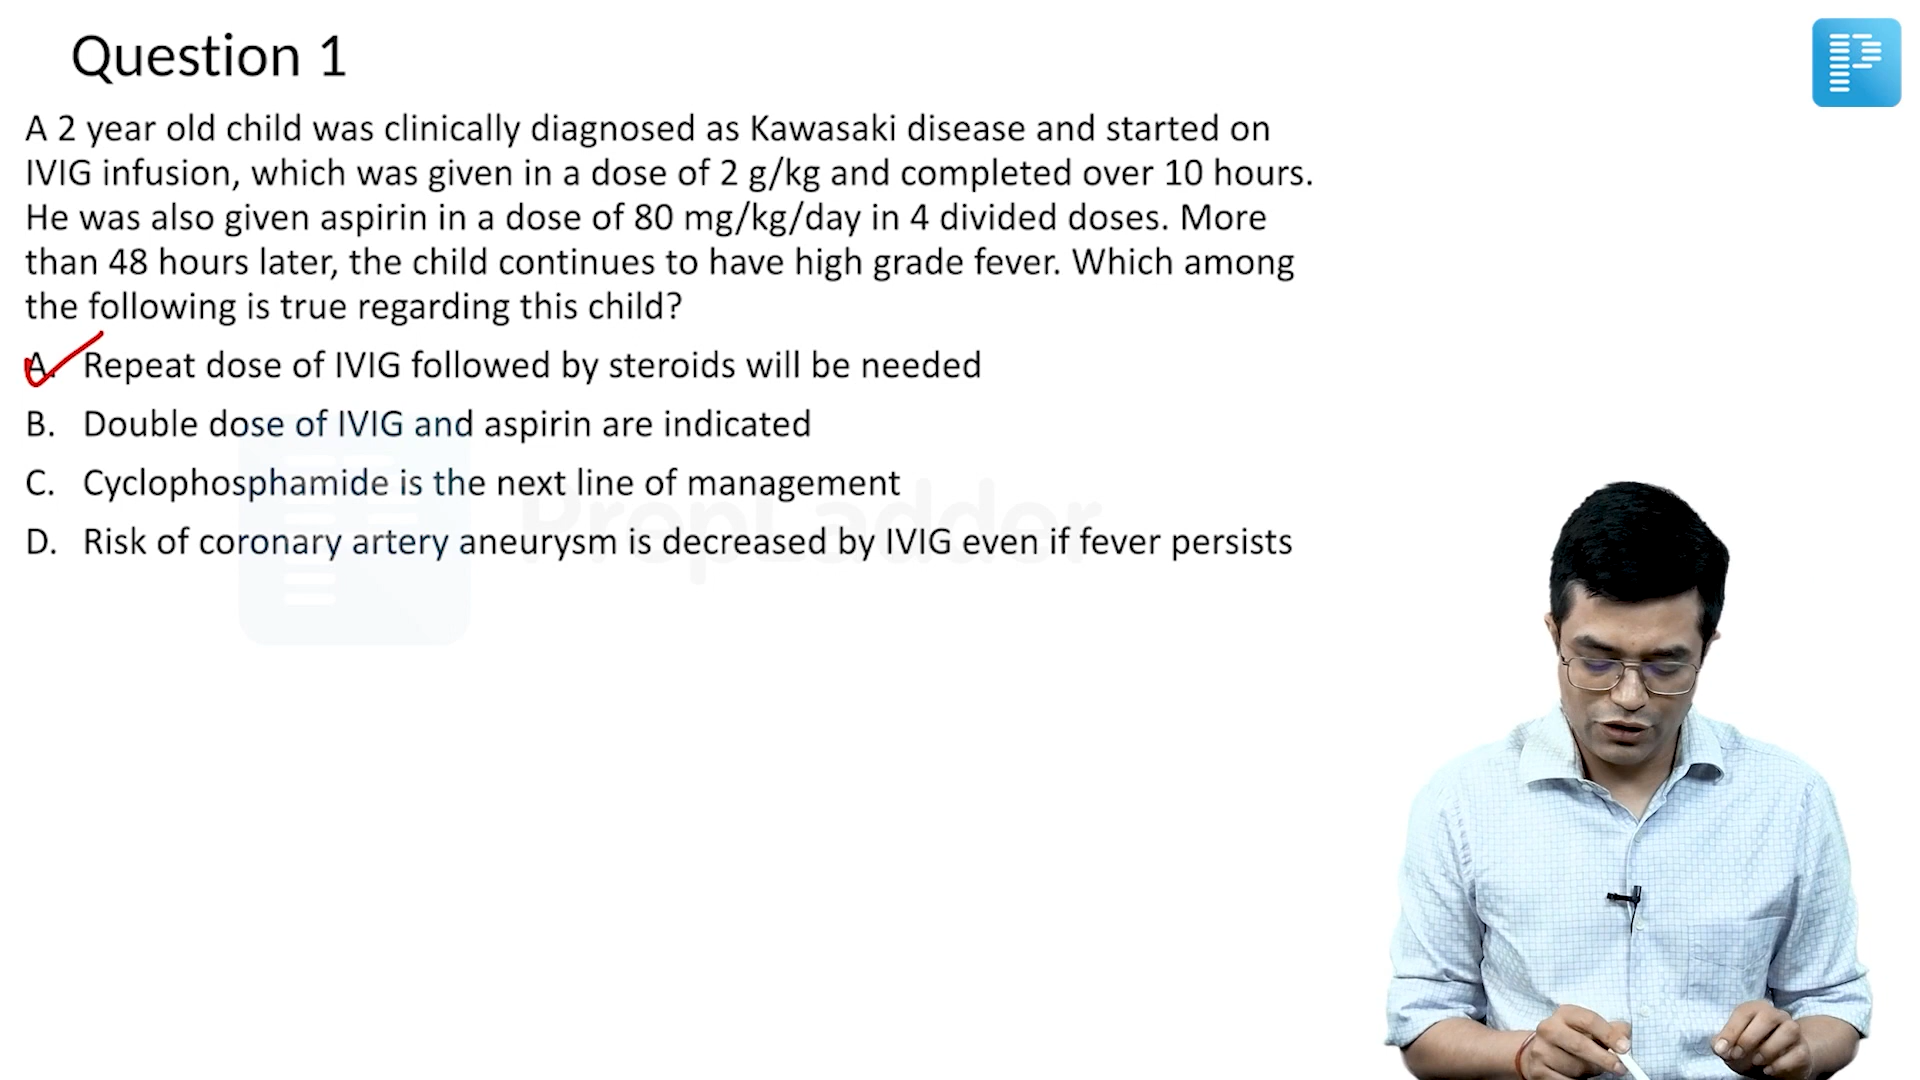 Question 1
A 2 year old child was clinically diagnosed as Kawasaki disease and started on
IVIG infusion, which was given in a dose of 2 g/kg and completed over 10 hours.
He was also given aspirin in a dose of 80 mg/kg/day in 4 divided doses. More
than 48 hours later, the child continues to have high grade fever. Which among
the following is true regarding this child?
A. Repeat dose of IVIG followed by steroids will be needed
B. Double dose of IVIG and aspirin are indicated
C. Cyclophosphamide is the next line of management
PrepLadder
D. Risk of coronary artery aneurysm is decreased by IVIG even if fever persists